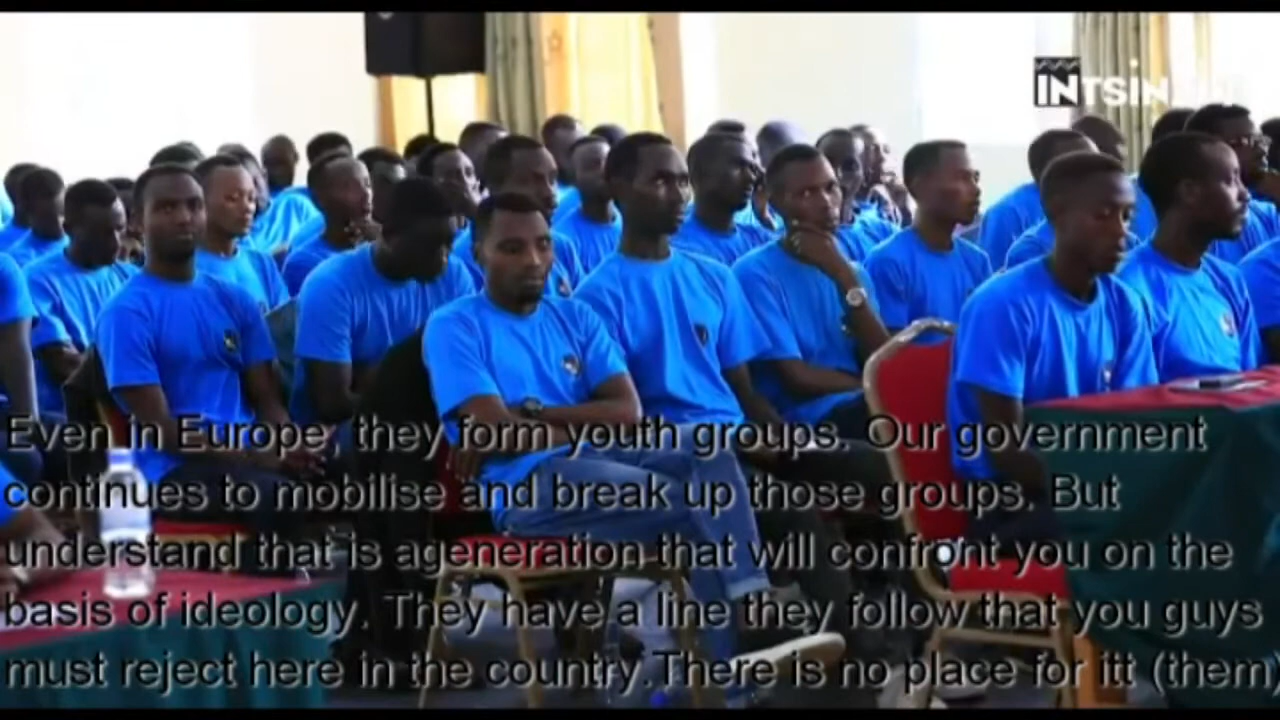 INTSIN
Even in Europe, they form youth groups. Our government
continues to mobilise and break up those groups. But
understand that is ageneration that will confront you on the
basis of ideology. They have a line they follow that you guys
must reject here in the country.There is no place for itt (them)